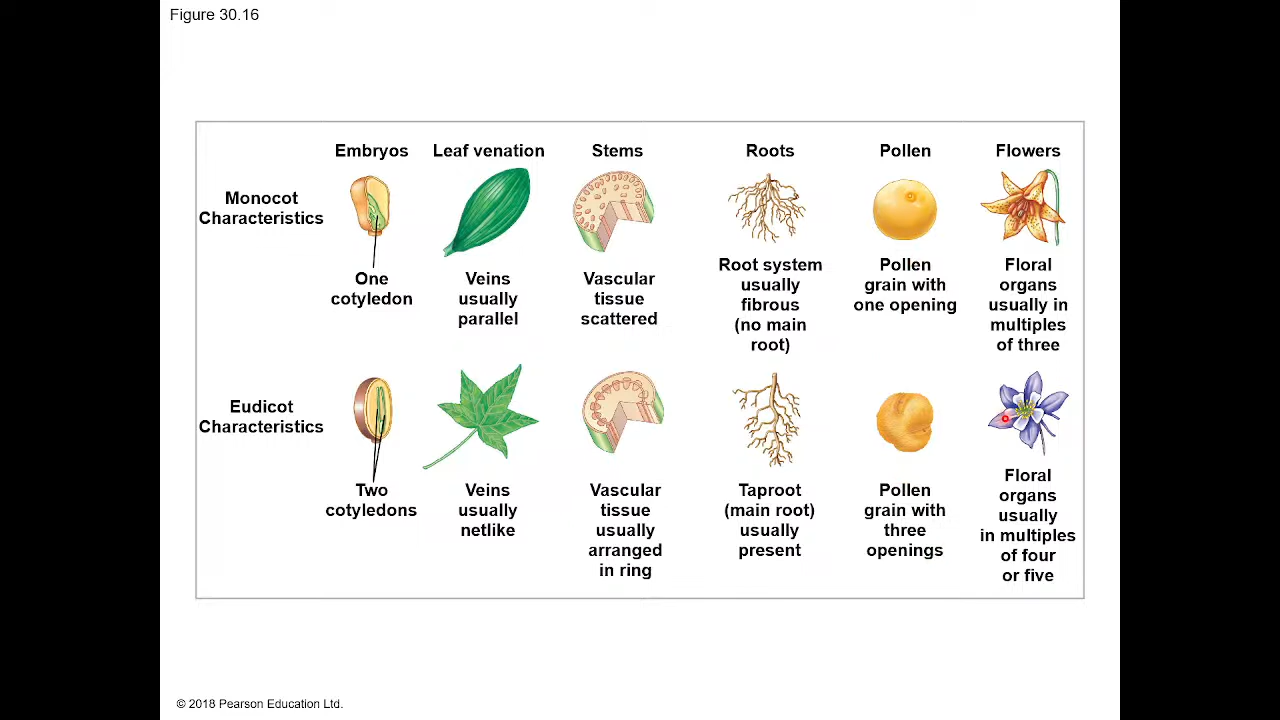 Figure 30.16
Embryos
Leaf venation
Stems
Roots
Pollen
Flowers
Monocot
Characteristics
One
cotyledon
Veins
usually
parallel
Vascular
tissue
scattered
Root system
usually
fibrous
(no main
root)
Pollen
grain with
one opening
Floral
organs
usually in
multiples
of three
Eudicot
Characteristics
Two
cotyledons
Veins
usually
netlike
Vascular
tissue
usually
arranged
in ring
Taproot
(main root)
usually
present
Pollen
grain with
three
openings
Floral
organs
usually
in multiples
of four
or five
© 2018 Pearson Education Ltd.